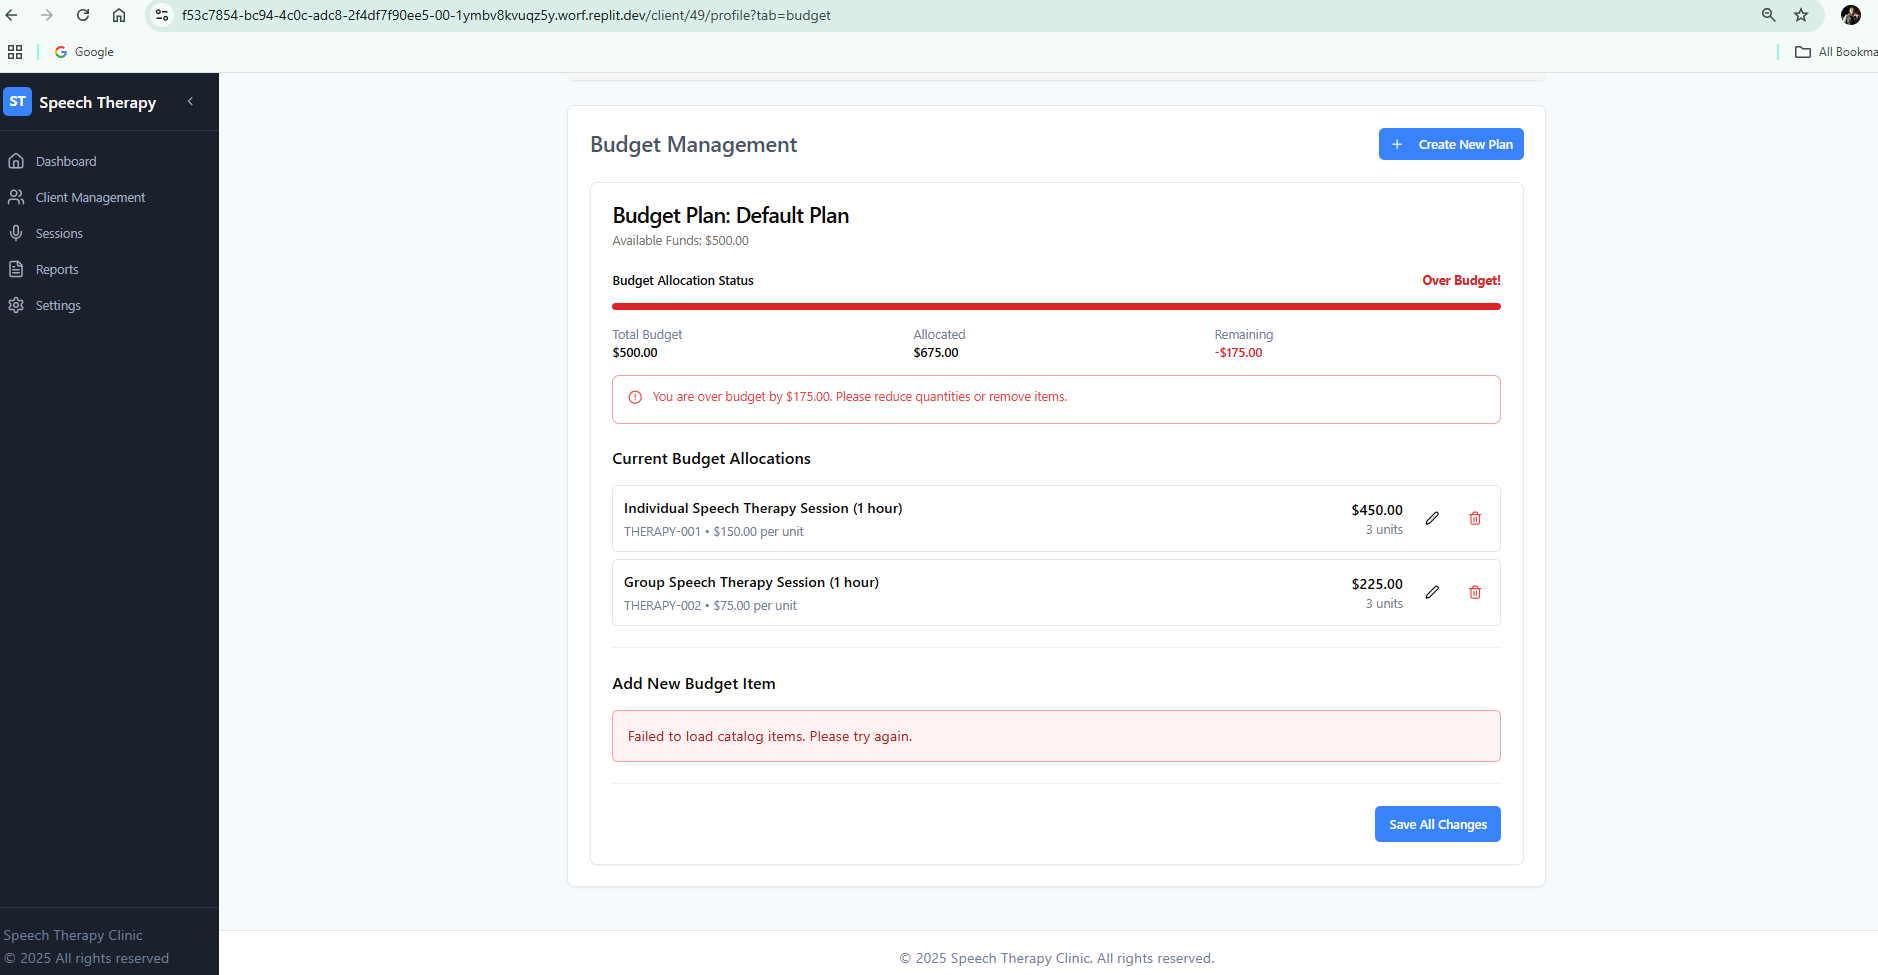 f53c7854-bc94-4c0c-adc8-2f4df7f90ee5-00-1ymbv8kvuqz5y.worf.replit.dev/client/49/profile?tab=budget
Google
All Bookma
ST
Speech Therapy
Dashboard
Client Management
Sessions
Reports
Settings
Budget Management
+ Create New Plan
Budget Plan: Default Plan
Available Funds: $500.00
Budget Allocation Status
Over Budget!
Total Budget
Allocated
Remaining
$500.00
$675.00
-$175.00
You are over budget by $175.00. Please reduce quantities or remove items.
Current Budget Allocations
Individual Speech Therapy Session (1 hour)
$450.00
THERAPY-001 • $150.00 per unit
3 units
Group Speech Therapy Session (1 hour)
$225.00
THERAPY-002 • $75.00 per unit
3 units
Add New Budget Item
Failed to load catalog items. Please try again.
Save All Changes
Speech Therapy Clinic
© 2025 All rights reserved
© 2025 Speech Therapy Clinic. All rights reserved.